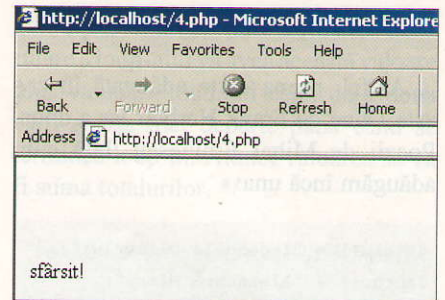 http://localhost/4.php - Microsoft Internet Explore
File Edit View Favorites Tools Help
Back Forward Stop Refresh Home
Address http://localhost/4.php
sfârsit!